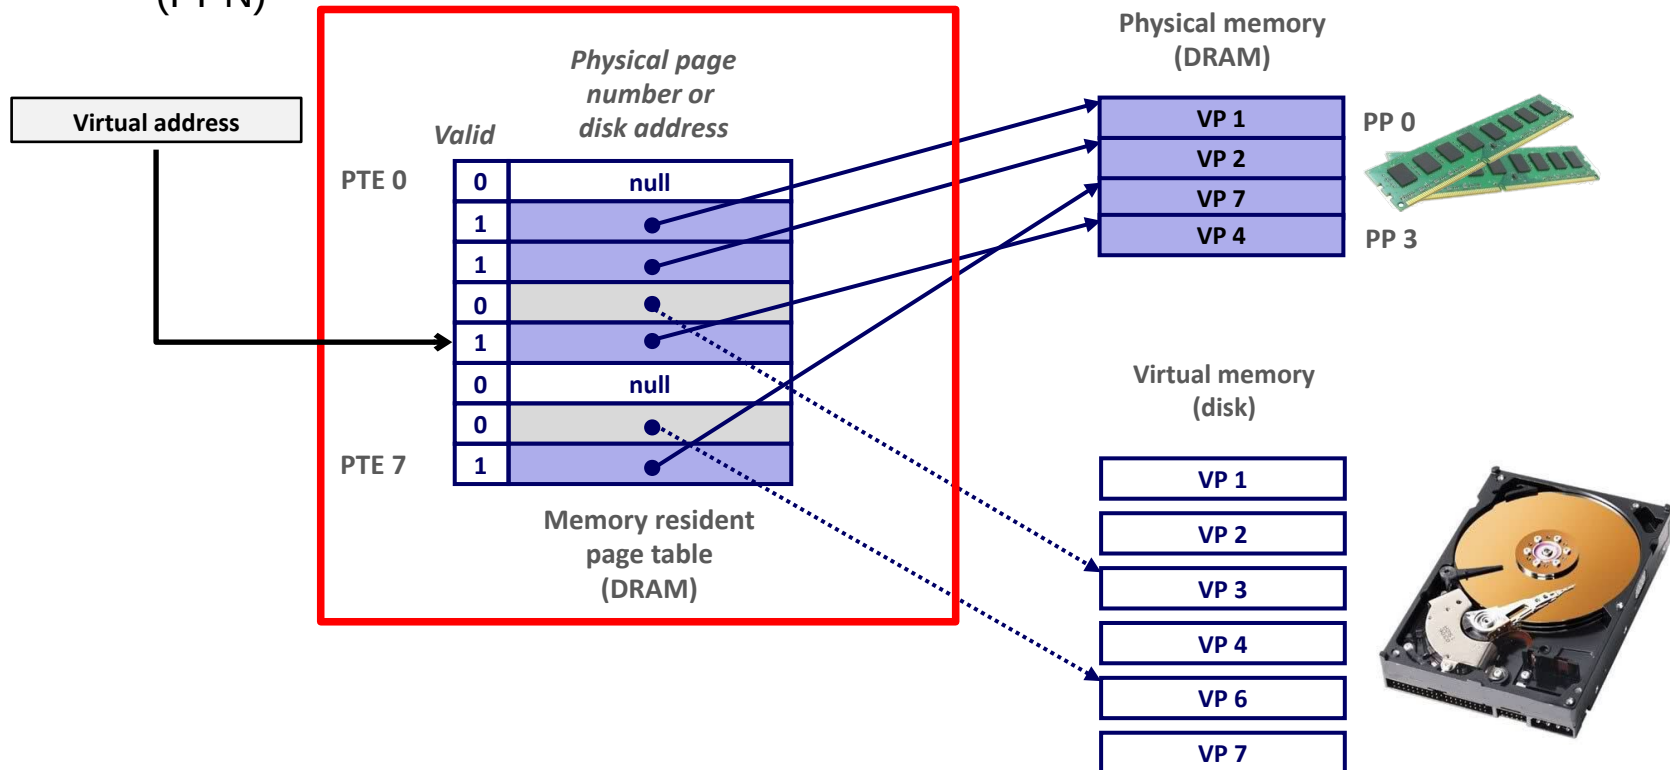 (PPN)
Virtual address
Physical page
number or
disk address
Valid
PTE 0
0
null
1
1
0
1
0
null
0
PTE 7
1
Memory resident
page table
(DRAM)
Physical memory
(DRAM)
VP 1
PP 0
VP 2
VP 7
VP 4
PP 3
Virtual memory
(disk)
VP 1
VP 2
VP 3
VP 4
VP 6
VP 7